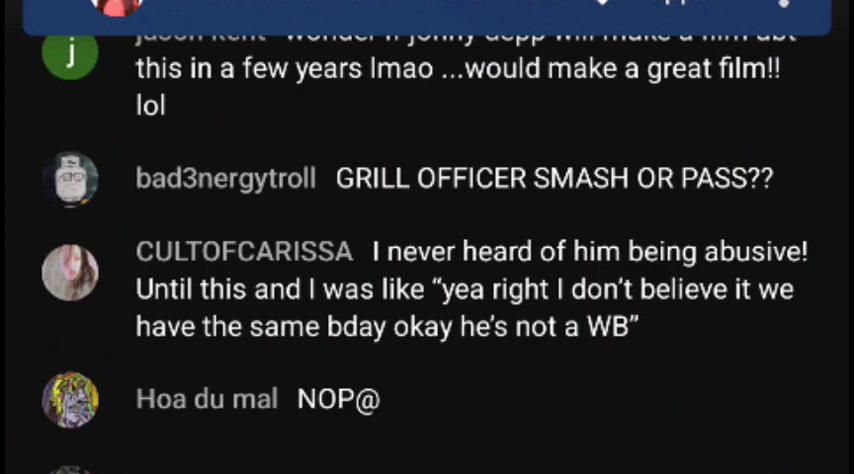 j
jason kent wonder if jonny depp will make a film abt
this in a few years lmao ...would make a great film!!
lol
bad3nergytroll GRILL OFFICER SMASH OR PASS??
CULTOFCARISSA I never heard of him being abusive!
Until this and I was like “yea right I don’t believe it we
have the same bday okay he’s not a WB”
Hoa du mal NOP@